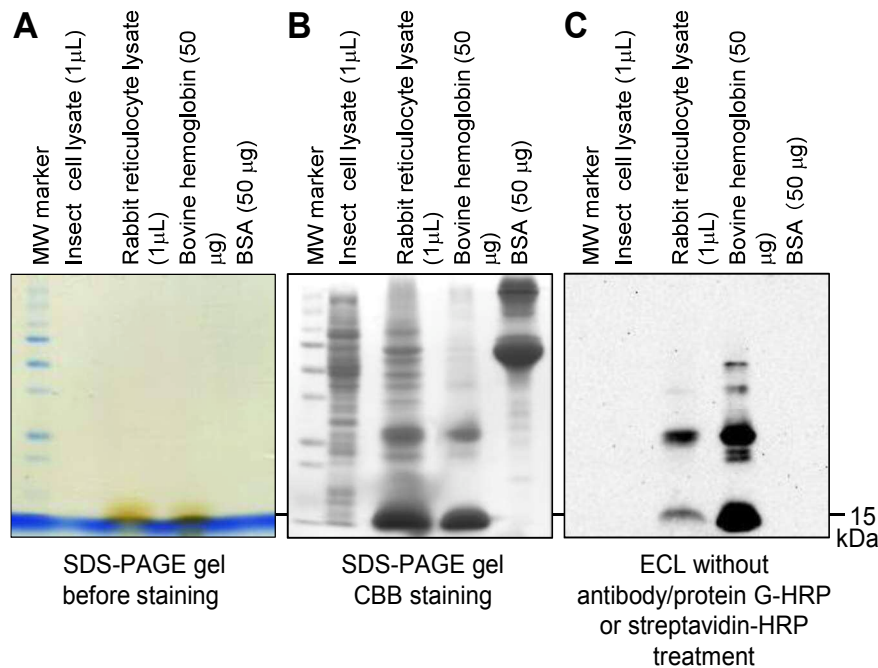 A
MW marker
Insect cell lysate (1µL)
Rabbit reticulocyte lysate
(1µL)
Bovine hemoglobin (50
µg)
BSA (50 µg)
SDS-PAGE gel
before staining
B
MW marker
Insect cell lysate (1µL)
Rabbit reticulocyte lysate
(1µL)
Bovine hemoglobin (50
µg)
BSA (50 µg)
SDS-PAGE gel
CBB staining
C
MW marker
Insect cell lysate (1µL)
Rabbit reticulocyte lysate
(1µL)
Bovine hemoglobin (50
µg)
BSA (50 µg)
15
kDa
ECL without
antibody/protein G-HRP
or streptavidin-HRP
treatment